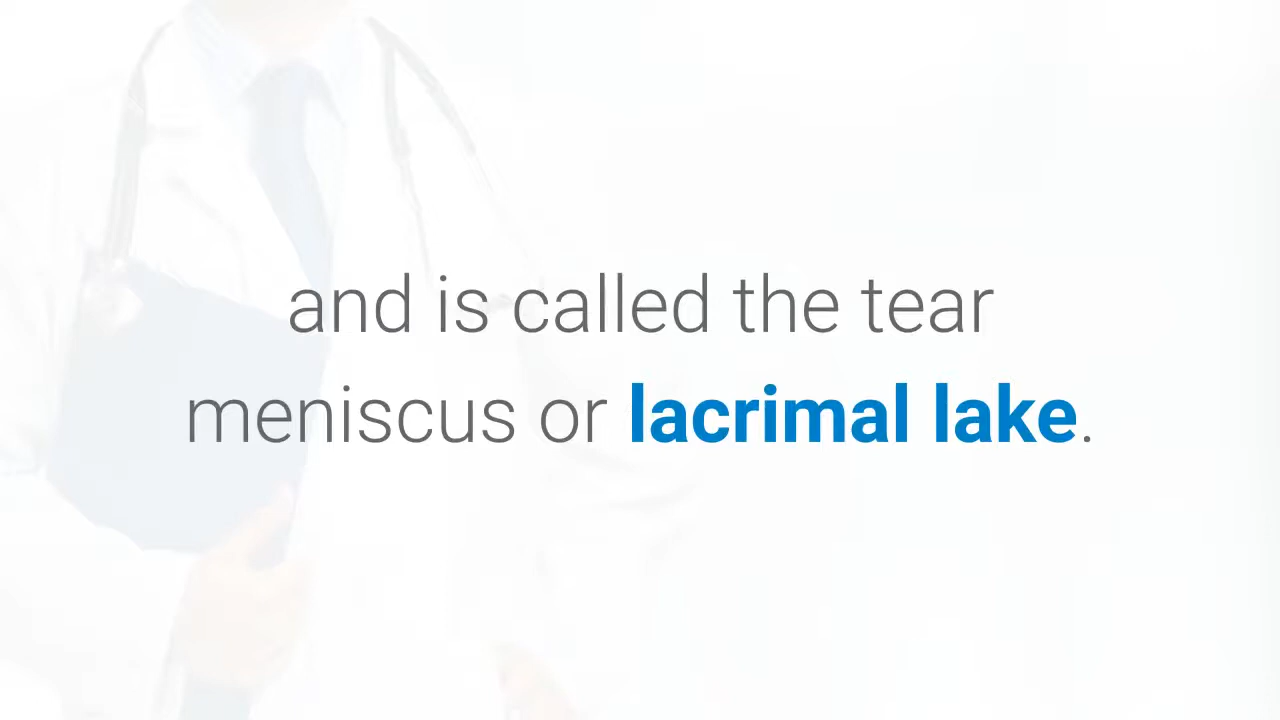 and is called the tear
meniscus or lacrimal lake.